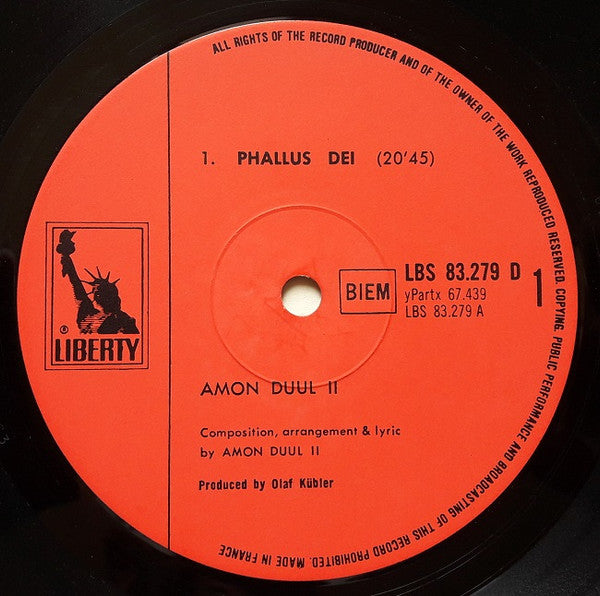 ALL RIGHTS OF THE RECORD PRODUCER AND OF THE OWNER OF THE WORK REPRODUCED RESERVED. COPYING, PUBLIC PERFORMANCE AND BROADCASTING OF THIS RECORD PROHIBITED. MADE IN FRANCE
1. PHALLUS DEI (20'45)
® LIBERTY
BIEM
LBS 83.279 D
yPartx 67.439
LBS 83.279 A
1
AMON DUUL II
Composition, arrangement & lyric
by AMON DUUL II
Produced by Olaf Kübler